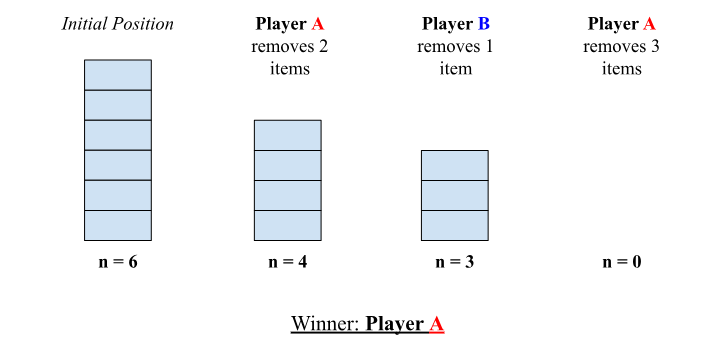 Initial Position
Player A
removes 2
items
Player B
removes 1
item
Player A
removes 3
items
n = 6
n = 4
n = 3
n = 0
Winner: Player A